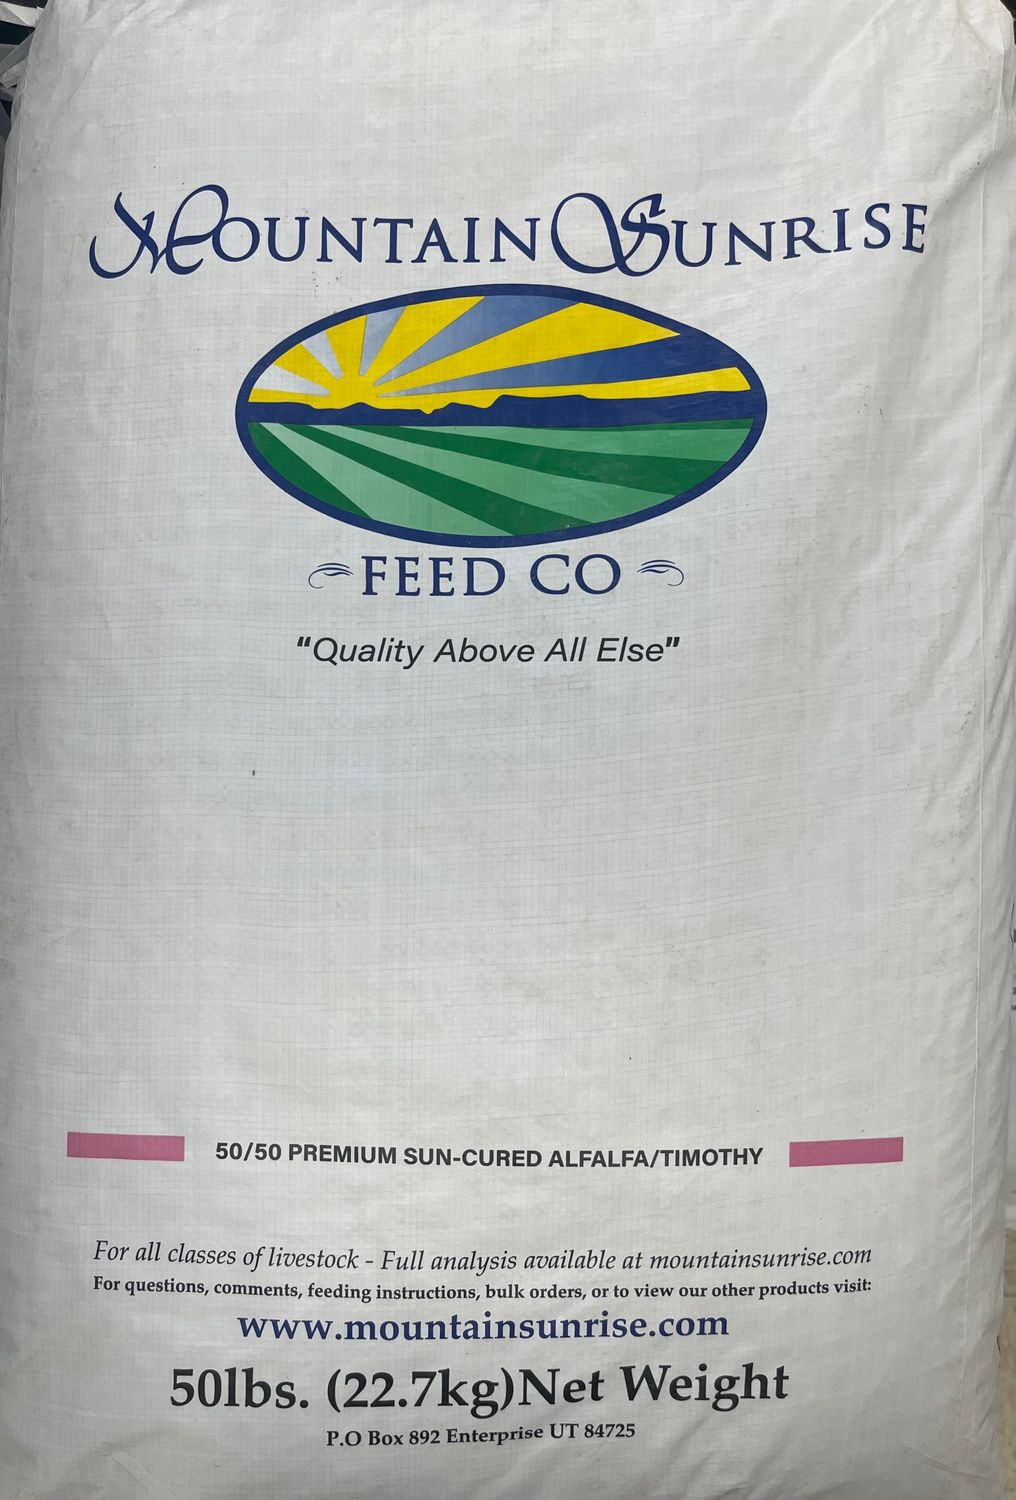 MOUNTAIN SUNRISE
FEED CO
"Quality Above All Else"
50/50 PREMIUM SUN-CURED ALFALFA/TIMOTHY
For all classes of livestock - Full analysis available at mountainsunrise.com
For questions, comments, feeding instructions, bulk orders, or to view our other products visit:
www.mountainsunrise.com
50lbs. (22.7kg)Net Weight
P.O Box 892 Enterprise UT 84725